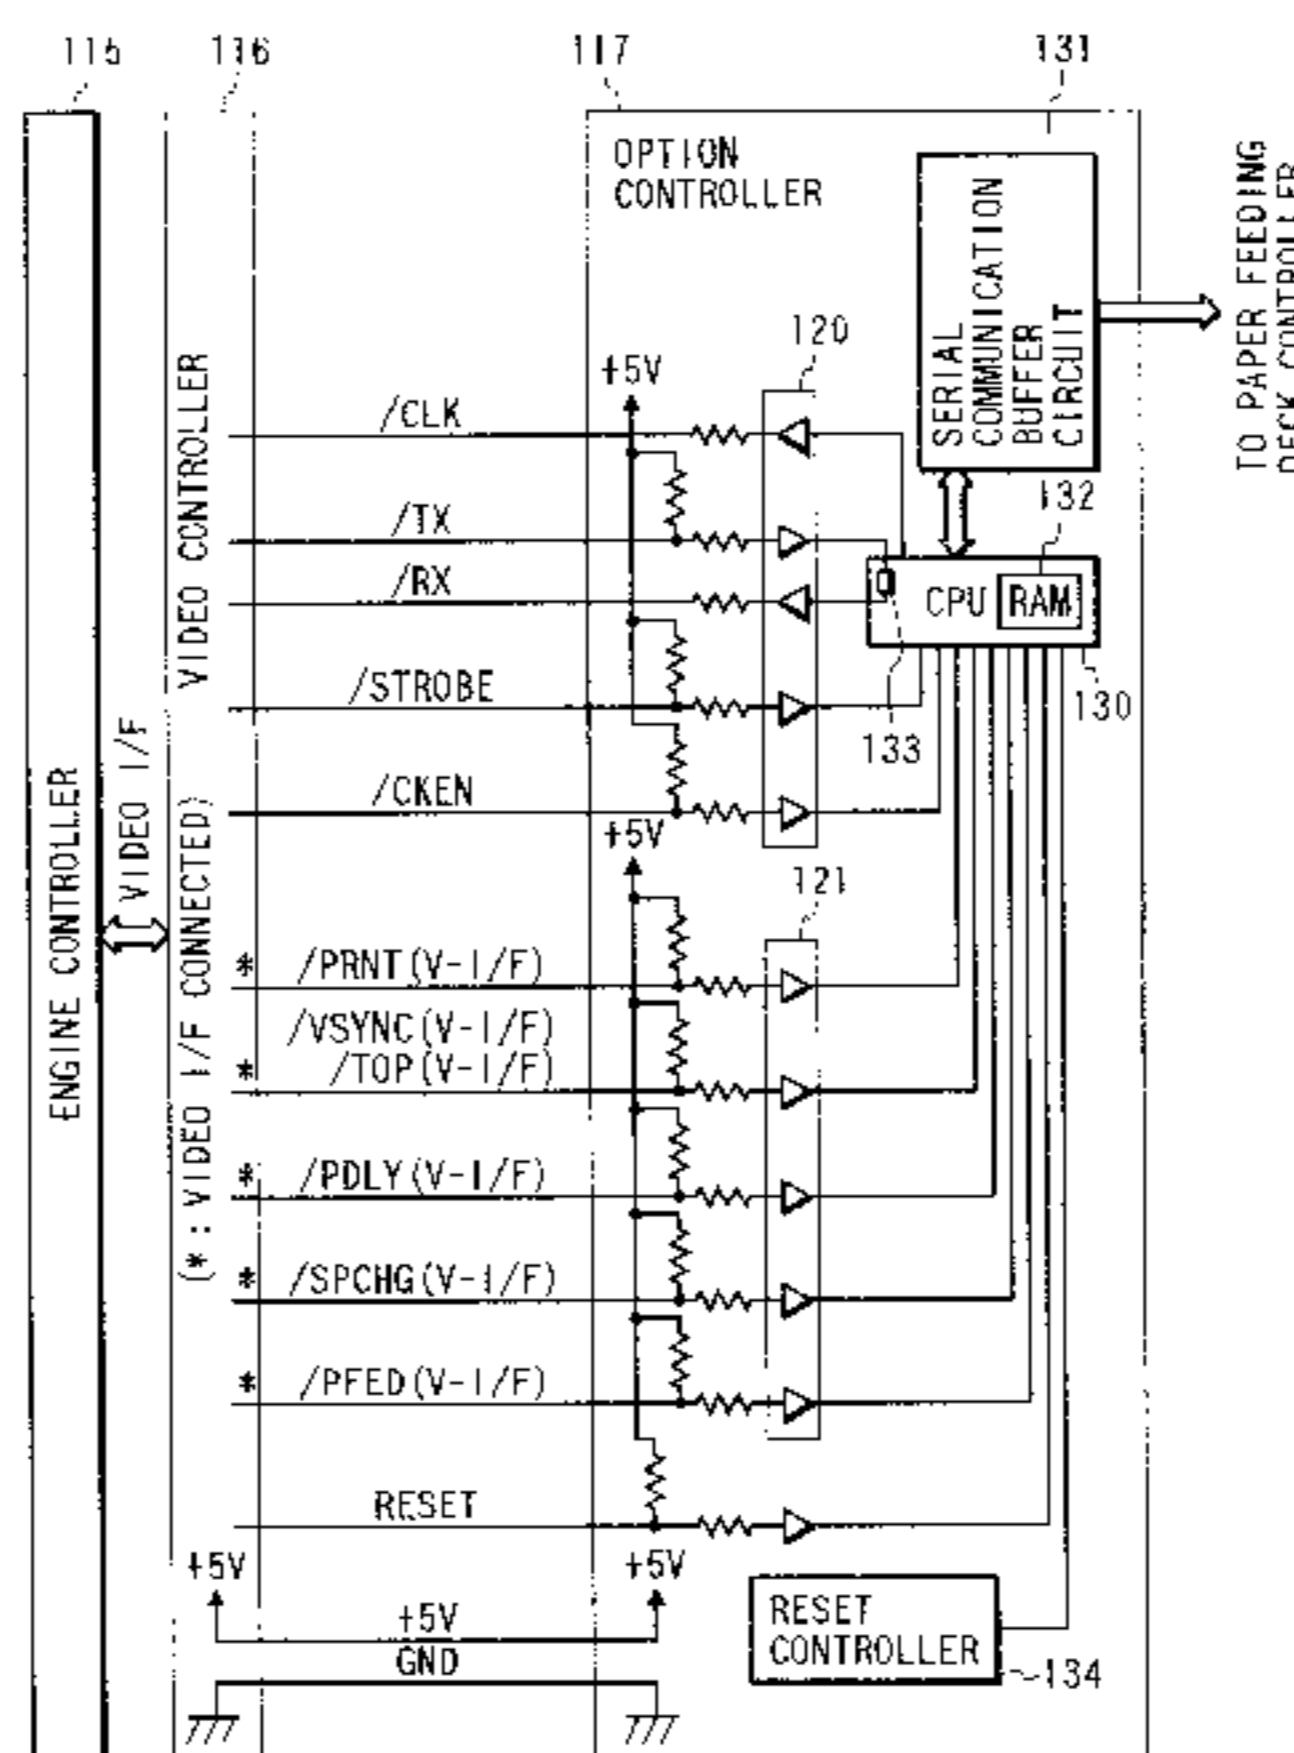 115
116
117
131
OPTION
CONTROLLER
SERIAL
COMMUNICATION
BUFFER
CIRCUIT
TO PAPER FEEDING
DECK CONTROLLER
120
+5V
/CLK
132
/TX
/RX
CPU
RAM
VIDEO CONTROLLER
(*:VIDEO I/F CONNECTED)
/STROBE
130
133
ENGINE CONTROLLER
VIDEO I/F
/CKEN
+5V
121
* /PRNT(V-I/F)
/VSYNC(V-I/F)
* /TOP(V-I/F)
* /PDLY(V-I/F)
* /SPCHG(V-I/F)
* /PFED(V-I/F)
RESET
+5V
+5V
+5V
GND
RESET
CONTROLLER
134